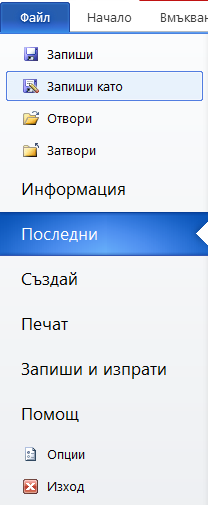 Файл Начало Вмъкван
Запиши
Запиши като
Отвори
Затвори
Информация
Последни
Създай
Печат
Запиши и изпрати
Помощ
Опции
Изход